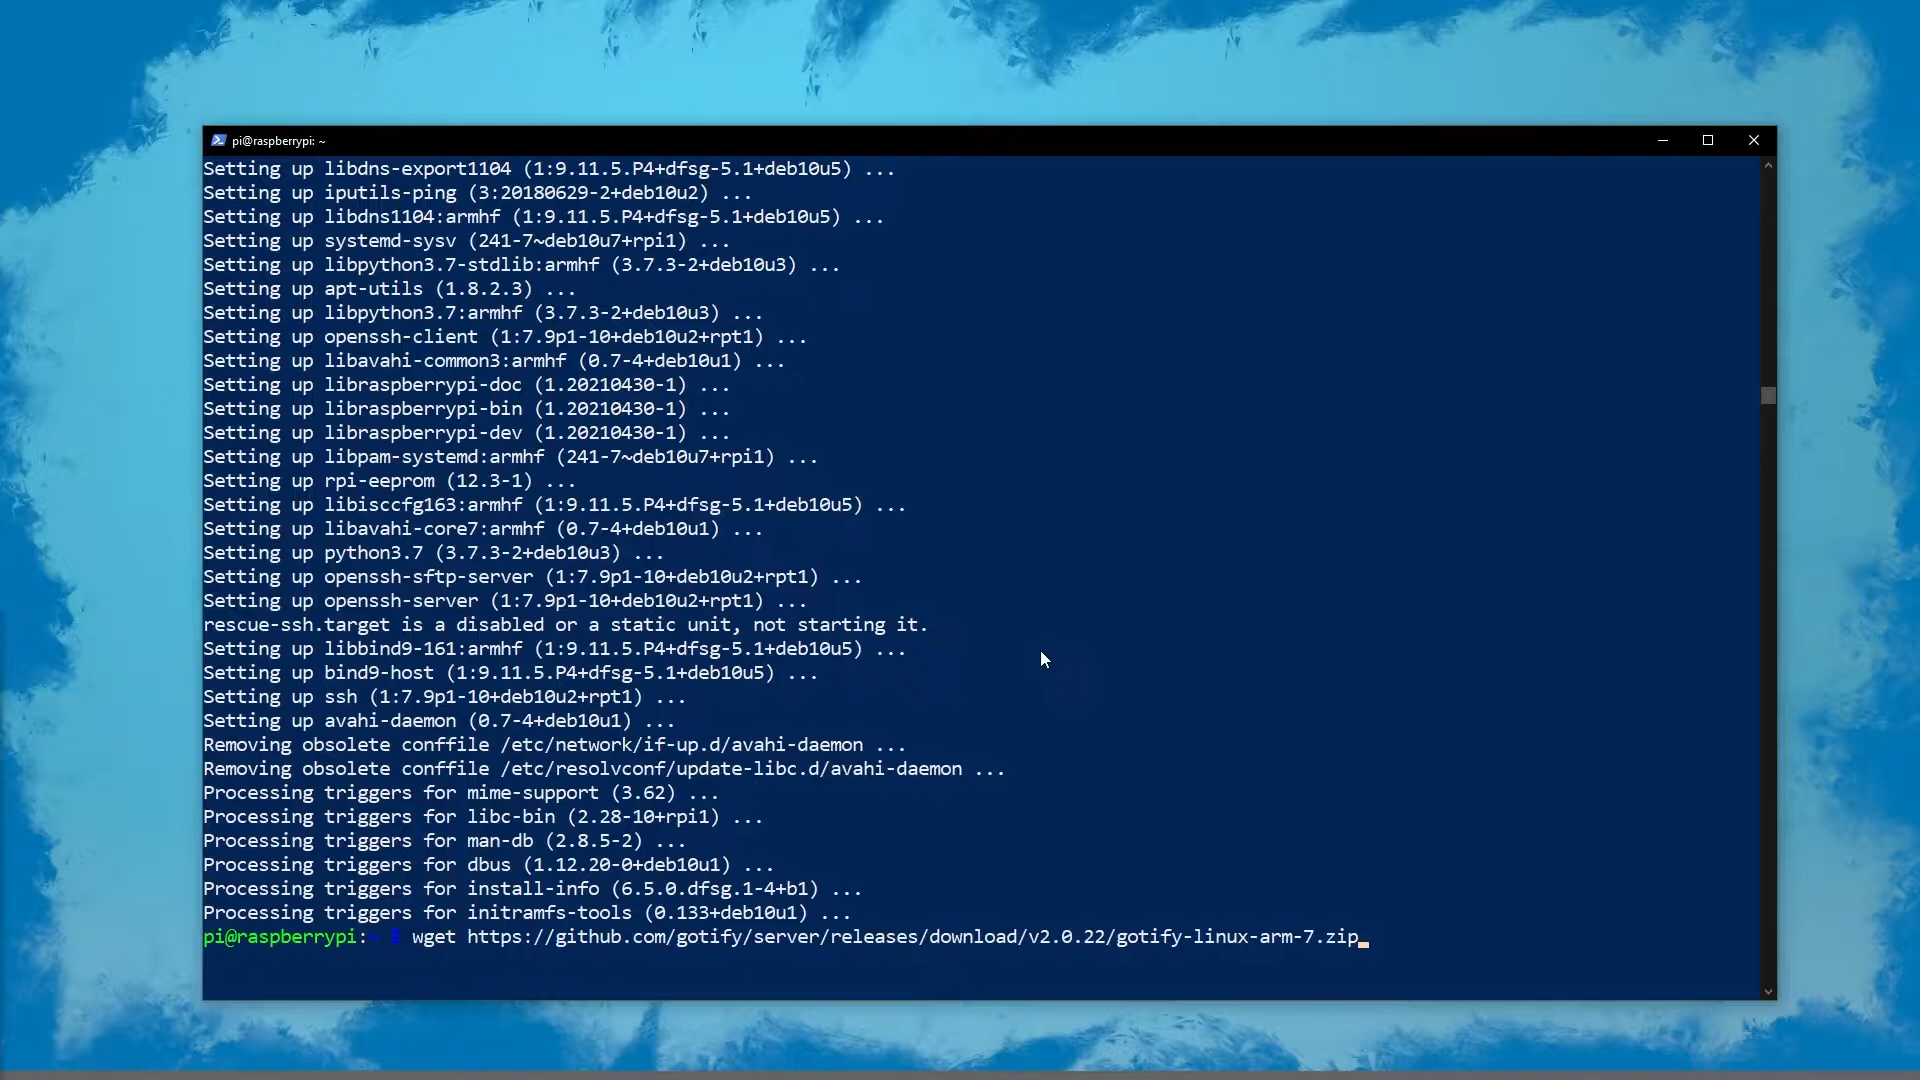 pi@raspberrypi: ~
Setting up libdns-export1104 (1:9.11.5.P4+dfsg-5.1+deb10u5) ...
Setting up iputils-ping (3:20180629-2+deb10u2) ...
Setting up libdns1104:armhf (1:9.11.5.P4+dfsg-5.1+deb10u5) ...
Setting up systemd-sysv (241-7~deb10u7+rpi1) ...
Setting up libpython3.7-stdlib:armhf (3.7.3-2+deb10u3) ...
Setting up apt-utils (1.8.2.3) ...
Setting up libpython3.7:armhf (3.7.3-2+deb10u3) ...
Setting up openssh-client (1:7.9p1-10+deb10u2+rpt1) ...
Setting up libavahi-common3:armhf (0.7-4+deb10u1) ...
Setting up libraspberrypi-doc (1.20210430-1) ...
Setting up libraspberrypi-bin (1.20210430-1) ...
Setting up libraspberrypi-dev (1.20210430-1) ...
Setting up libpam-systemd:armhf (241-7~deb10u7+rpi1) ...
Setting up rpi-eeprom (12.3-1) ...
Setting up libisccfg163:armhf (1:9.11.5.P4+dfsg-5.1+deb10u5) ...
Setting up libavahi-core7:armhf (0.7-4+deb10u1) ...
Setting up python3.7 (3.7.3-2+deb10u3) ...
Setting up openssh-sftp-server (1:7.9p1-10+deb10u2+rpt1) ...
Setting up openssh-server (1:7.9p1-10+deb10u2+rpt1) ...
rescue-ssh.target is a disabled or a static unit, not starting it.
Setting up libbind9-161:armhf (1:9.11.5.P4+dfsg-5.1+deb10u5) ...
Setting up bind9-host (1:9.11.5.P4+dfsg-5.1+deb10u5) ...
Setting up ssh (1:7.9p1-10+deb10u2+rpt1) ...
Setting up avahi-daemon (0.7-4+deb10u1) ...
Removing obsolete conffile /etc/network/if-up.d/avahi-daemon ...
Removing obsolete conffile /etc/resolvconf/update-libc.d/avahi-daemon ...
Processing triggers for mime-support (3.62) ...
Processing triggers for libc-bin (2.28-10+rpi1) ...
Processing triggers for man-db (2.8.5-2) ...
Processing triggers for dbus (1.12.20-0+deb10u1) ...
Processing triggers for install-info (6.5.0.dfsg.1-4+b1) ...
Processing triggers for initramfs-tools (0.133+deb10u1) ...
pi@raspberrypi:~ $ wget https://github.com/gotify/server/releases/download/v2.0.22/gotify-linux-arm-7.zip